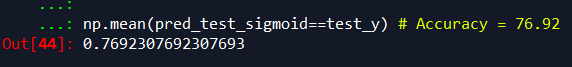 ...:
...: np.mean(pred_test_sigmoid==test_y) # Accuracy = 76.92
Out[44]: 0.7692307692307693